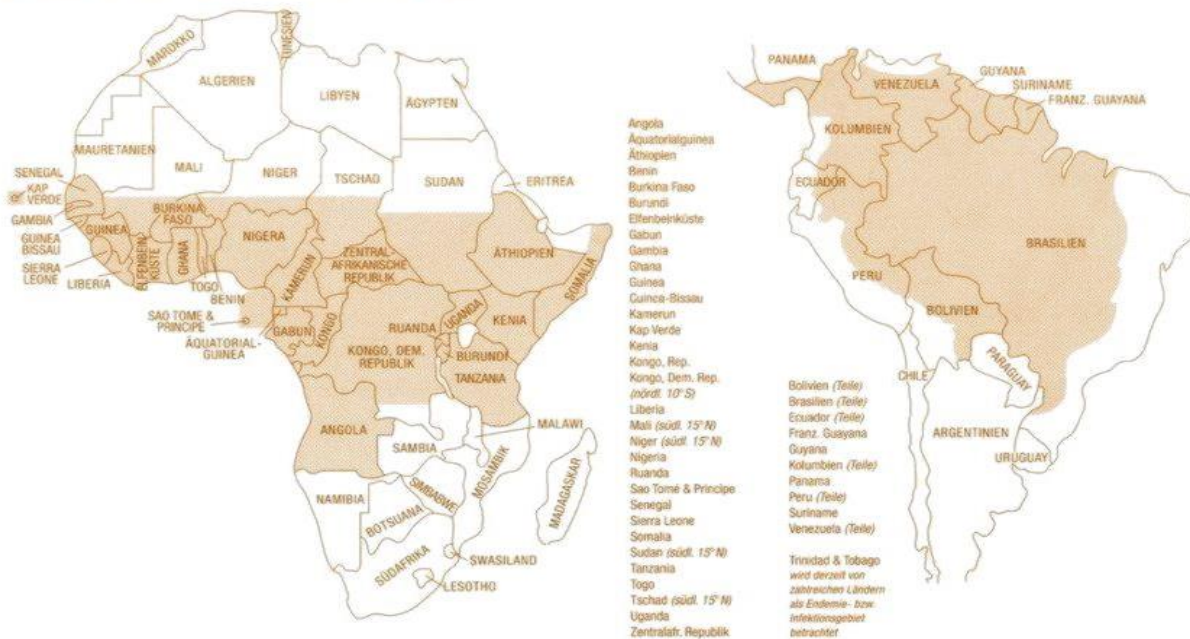 MAROKKO
TUNESIEN
ALGERIEN
LIBYEN
ÄGYPTEN
MAURETANIEN
MALI
NIGER
TSCHAD
SUDAN
ERITREA
SENEGAL
KAP
VERDE
GAMBIA
GUINEA
BISSAU
SIERRA
LEONE
LIBERIA
GUINEA
BURKINA
FASO
ELFENBEIN
KÜSTE
GHANA
TOGO
BENIN
NIGERA
KAMERUN
ZENTRAL-
AFRIKANISCHE
REPUBLIK
ÄTHIOPIEN
SOMALIA
SAO TOME &
PRINCIPE
ÄQUATORIAL-
GUINEA
GABUN
KONGO
KONGO, DEM.
REPUBLIK
RUANDA
UGANDA
KENIA
BURUNDI
TANZANIA
ANGOLA
SAMBIA
MALAWI
MOSAMBIK
MADAGASKAR
NAMIBIA
BOTSUANA
SIMBABWE
SÜDAFRIKA
SWASILAND
LESOTHO
Angola
Äquatorialguinea
Äthiopien
Benin
Burkina Faso
Burundi
Elfenbeinküste
Gabun
Gambia
Ghana
Guinea
Guinea-Bissau
Kamerun
Kap Verde
Kenia
Kongo, Rep.
Kongo, Dem. Rep.
(nördl. 10°S)
Liberia
Mali (südl. 15°N)
Niger (südl. 15°N)
Nigeria
Ruanda
Sao Tomé & Principe
Senegal
Sierra Leone
Somalia
Sudan (südl. 15°N)
Tanzania
Togo
Tschad (südl. 15°N)
Uganda
Zentralafr. Republik
PANAMA
VENEZUELA
GUYANA
SURINAME
FRANZ. GUAYANA
KOLUMBIEN
ECUADOR
BRASILIEN
PERU
BOLIVIEN
PARAGUAY
CHILE
ARGENTINIEN
URUGUAY
Bolivien (Teile)
Brasilien (Teile)
Ecuador (Teile)
Franz. Guayana
Guyana
Kolumbien (Teile)
Panama
Peru (Teile)
Suriname
Venezuela (Teile)
Trinidad & Tobago
wird derzeit von
zahlreichen Ländern
als Endemie- bzw.
Infektionsgebiet
betrachtet